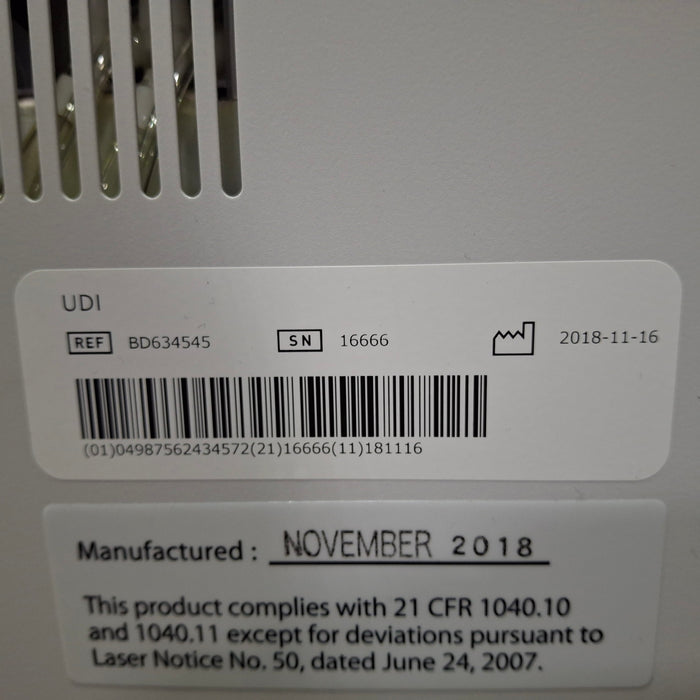 UDI
REF BD634545 SN 16666 2018-11-16
(01)04987562434572(21)16666(11)181116
Manufactured : NOVEMBER 2018
This product complies with 21 CFR 1040.10
and 1040.11 except for deviations pursuant to
Laser Notice No. 50, dated June 24, 2007.